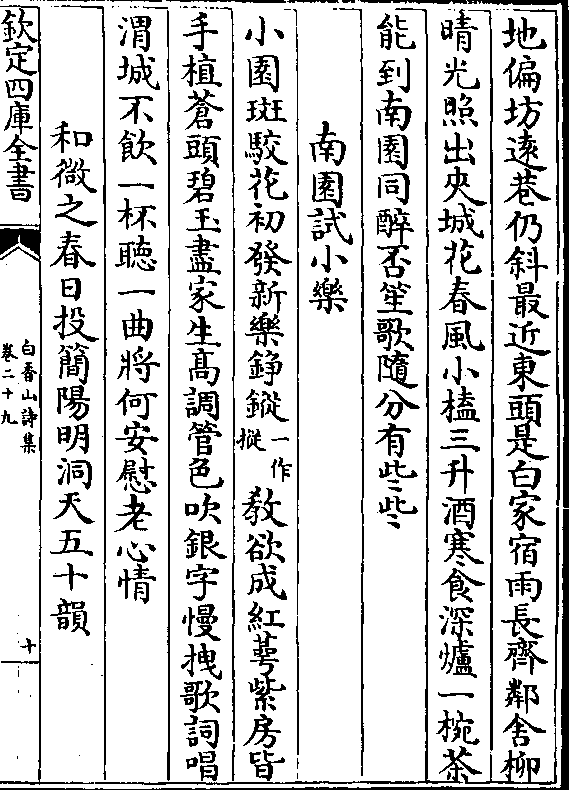 地偏坊逺巷仍斜最近東頭是白家宿雨長齊鄰舍柳
晴光照出夾城花春風小榼三升酒寒食深爐一椀茶
能到南園同醉否笙歌隨分有些些
南園試小樂
小園斑駮花初發新樂錚鏦一作摐教欲成紅萼紫房皆
手植蒼頭碧玉盡家生髙調管色吹銀字慢拽歌詞唱
渭城不飲一杯聴一曲將何安慰老心情
和微之春日投簡陽明洞天五十韻
欽定四庫全書
白香山詩集
卷二十九
十